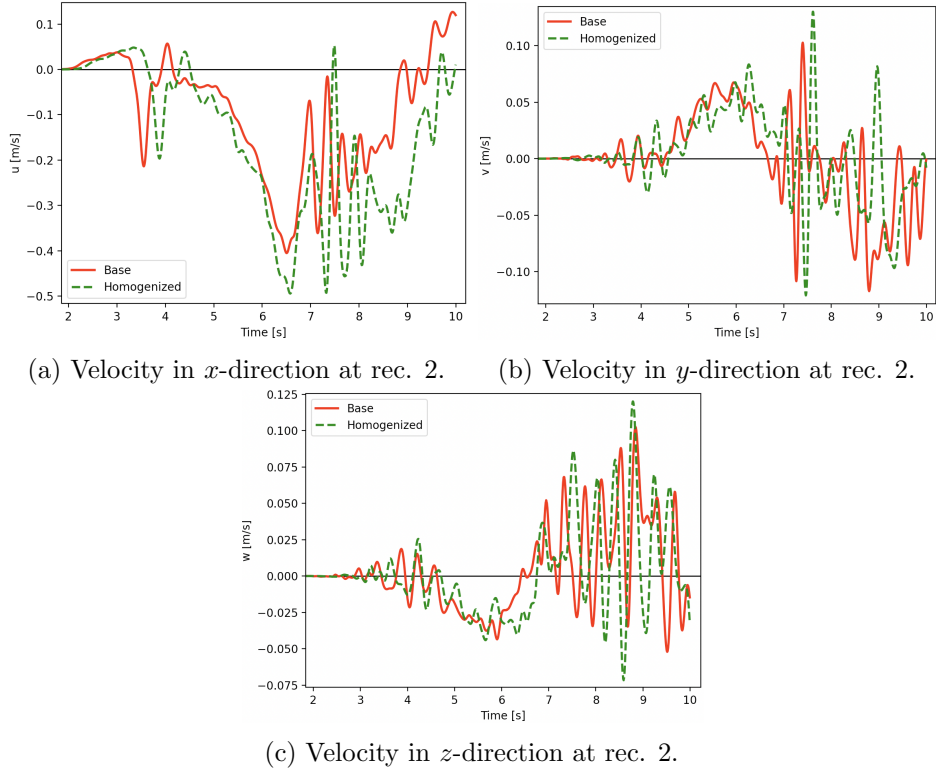 0.1
0.0
−0.1
−0.2
−0.3
−0.4
−0.5
u [m/s]
Base
Homogenized
2 3 4 5 6 7 8 9 10
Time [s]
0.10
0.05
0.00
−0.05
−0.10
v [m/s]
Base
Homogenized
2 3 4 5 6 7 8 9 10
Time [s]
(a) Velocity in x-direction at rec. 2.
(b) Velocity in y-direction at rec. 2.
0.125
0.100
0.075
0.050
0.025
0.000
−0.025
−0.050
−0.075
w [m/s]
Base
Homogenized
2 3 4 5 6 7 8 9 10
Time [s]
(c) Velocity in z-direction at rec. 2.